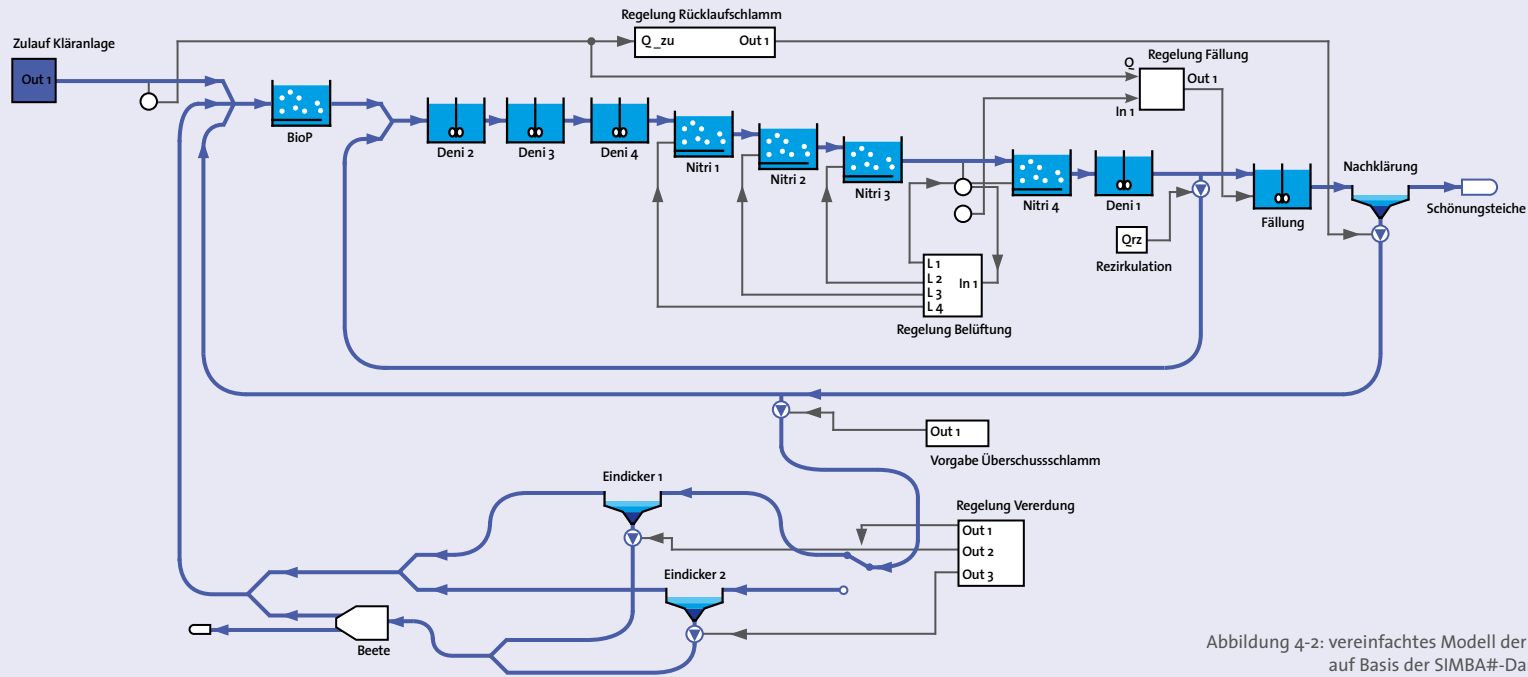 Regelung Rücklaufschlamm
Zulauf Kläranlage
Q_zu
Out 1
Regelung Fällung
Q
Out 1
Out 1
In 1
BioP
Deni 2
Deni 3
Deni 4
Nitri 1
Nitri 2
Nitri 3
Nitri 4
Deni 1
Fällung
Nachklärung
Schönungsteiche
Qrz
Rezirkulation
L 1
L 2
L 3
L 4
In 1
Regelung Belüftung
Out 1
Vorgabe Überschussschlamm
Eindicker 1
Regelung Vererdung
Out 1
Out 2
Out 3
Eindicker 2
Beete
Abbildung 4-2: vereinfachtes Modell der
auf Basis der SIMBA#-Da